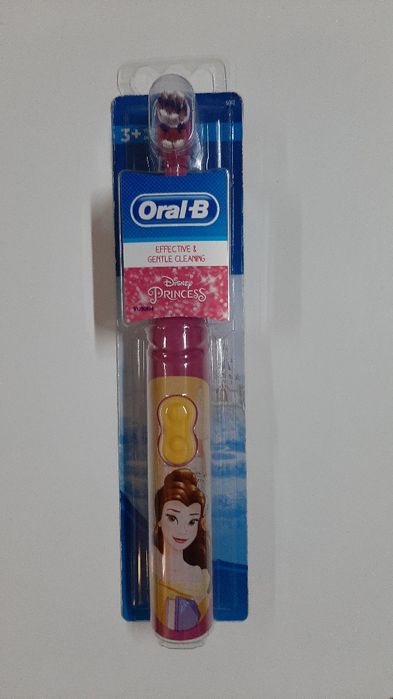 3+
Oral-B
EFFECTIVE &
GENTLE CLEANING
Disney
PRINCESS